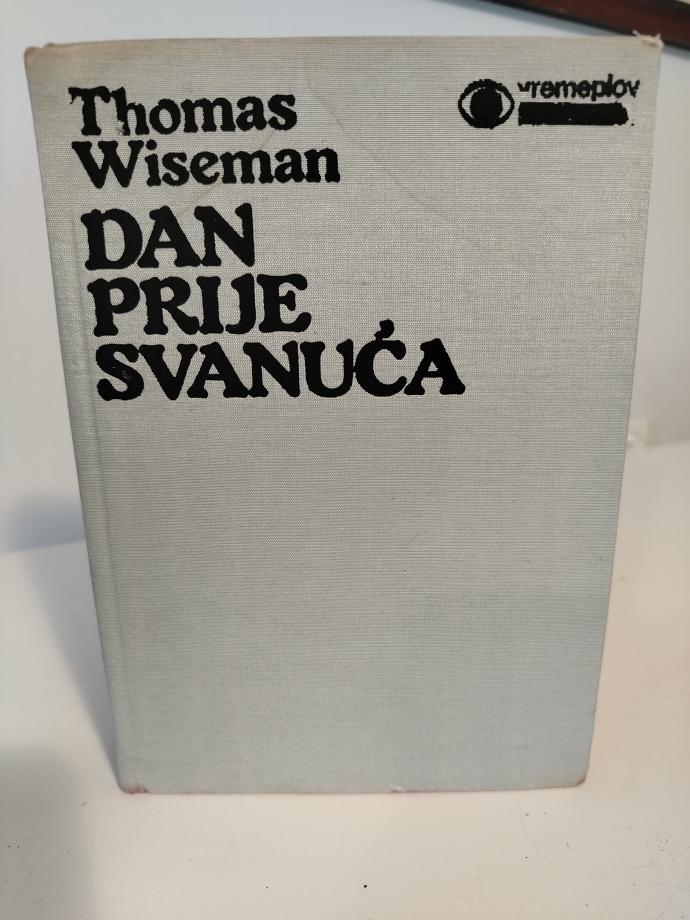 Thomas
Wiseman
vremeplov
DAN
PRIJE
SVANUĆA